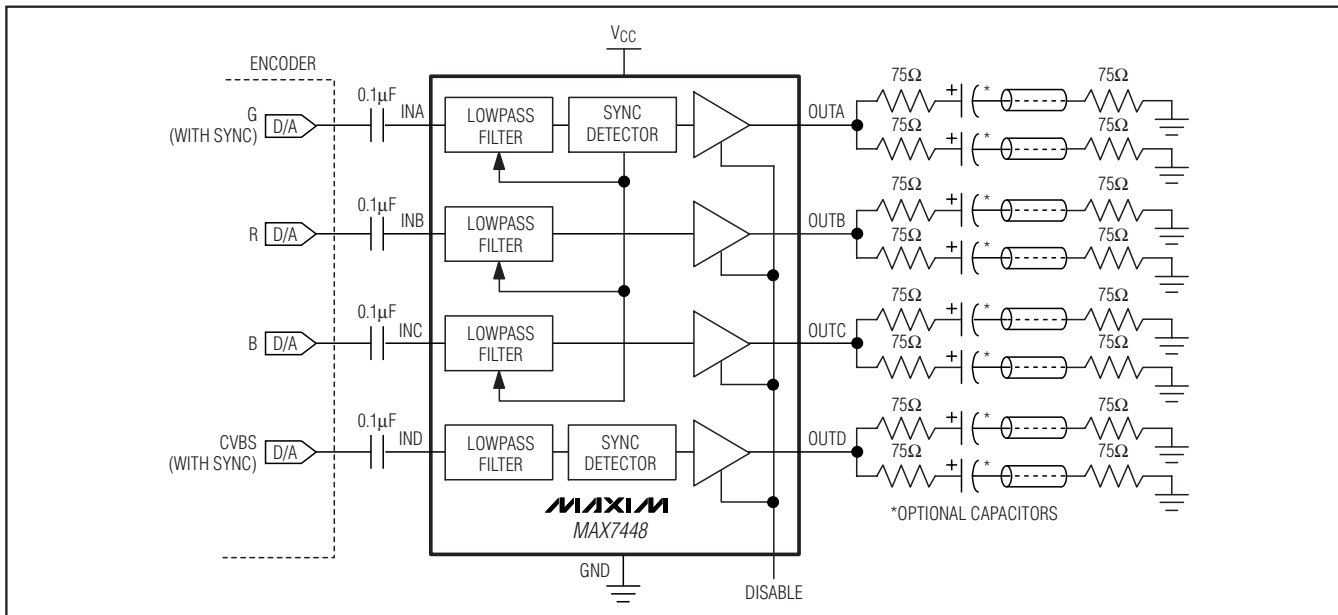 ENCODER
G
(WITH SYNC)
D/A
0.1µF
INA
LOWPASS
FILTER
SYNC
DETECTOR
VCC
OUTA
75Ω
+
*
75Ω
75Ω
+
*
75Ω
R
D/A
0.1µF
INB
LOWPASS
FILTER
OUTB
75Ω
+
*
75Ω
75Ω
+
*
75Ω
B
D/A
0.1µF
INC
LOWPASS
FILTER
OUTC
75Ω
+
*
75Ω
75Ω
+
*
75Ω
CVBS
(WITH SYNC)
D/A
0.1µF
IND
LOWPASS
FILTER
SYNC
DETECTOR
OUTD
75Ω
+
*
75Ω
75Ω
+
*
75Ω
MAXIM
MAX7448
*OPTIONAL CAPACITORS
GND
DISABLE